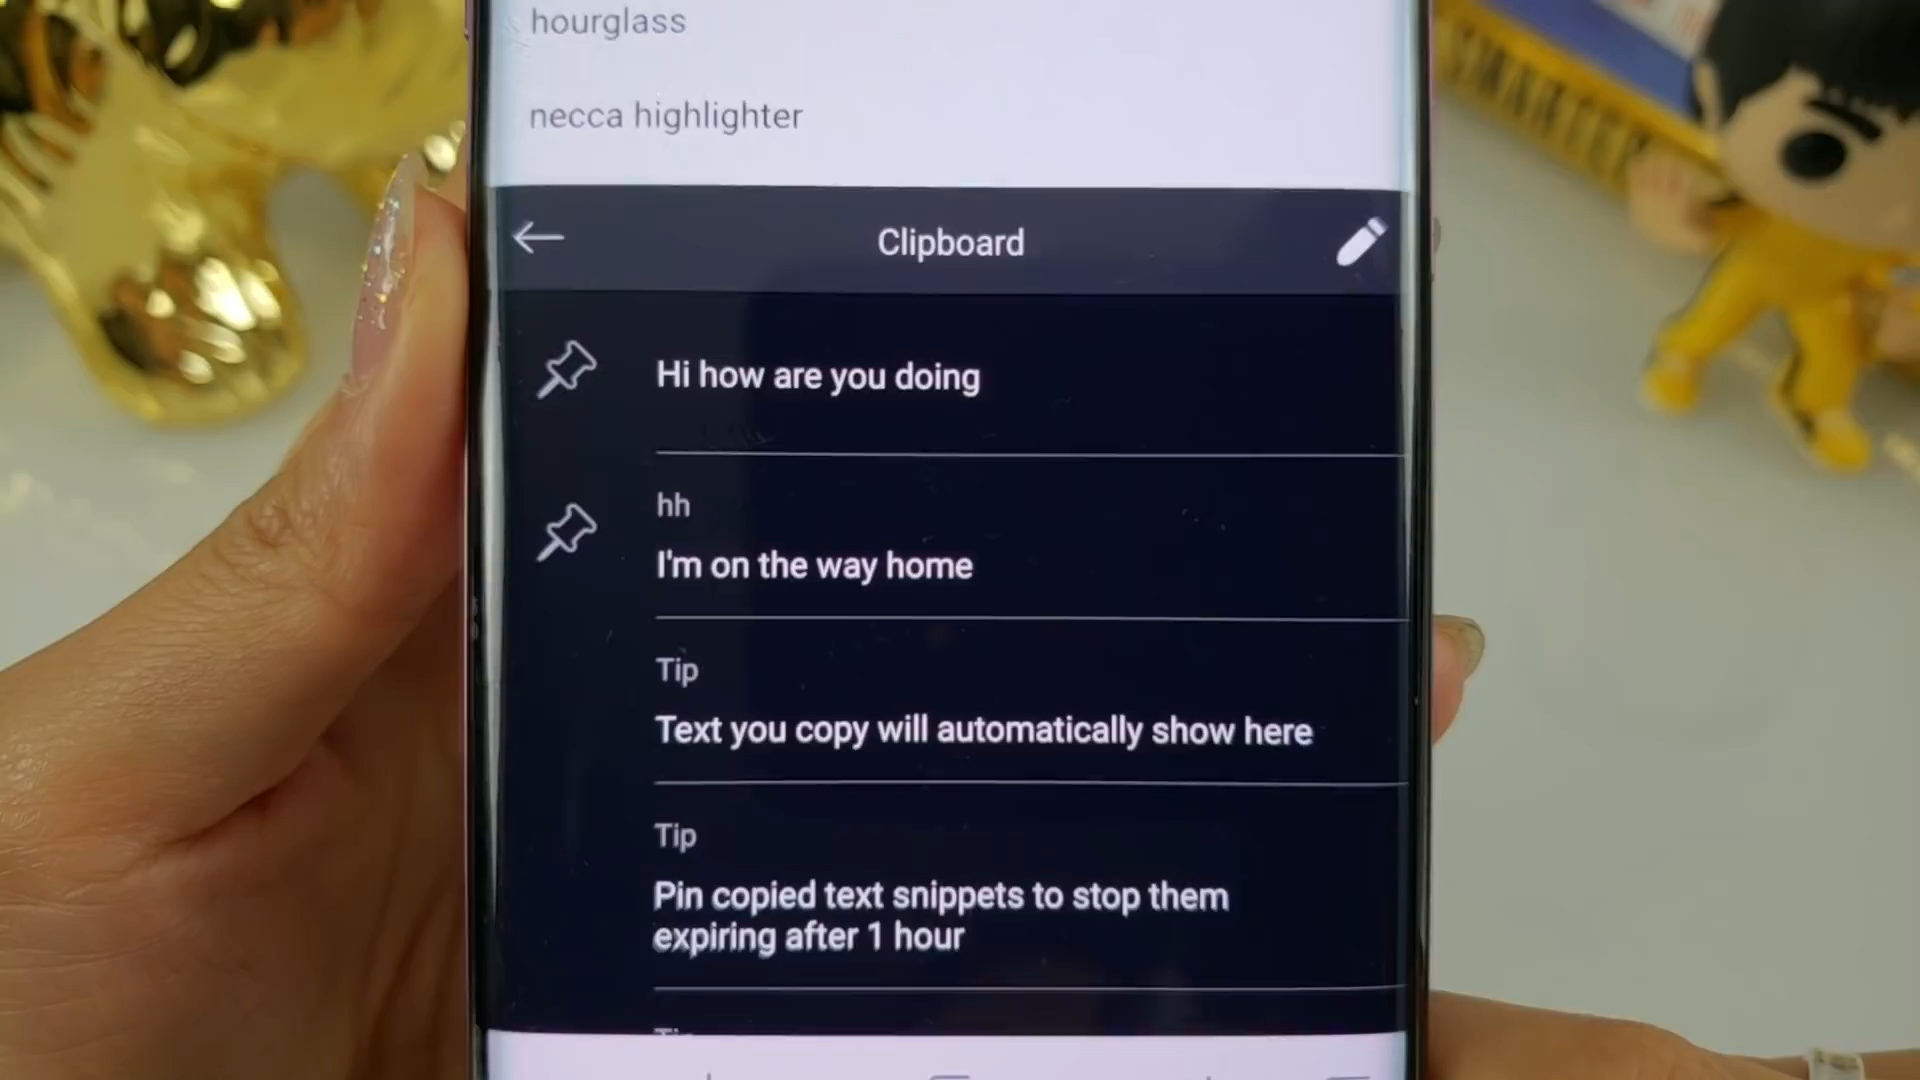 hourglass
necca highlighter
Clipboard
Hi how are you doing
hh
I'm on the way home
Tip
Text you copy will automatically show here
Tip
Pin copied text snippets to stop them
expiring after 1 hour